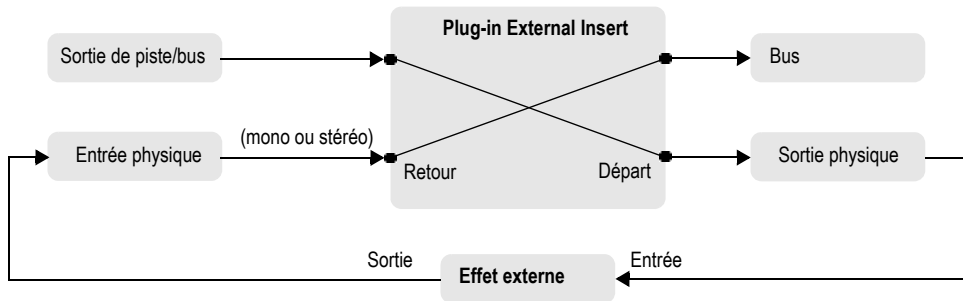 Plug-in External Insert
Sortie de piste/bus
Bus
(mono ou stéréo)
Entrée physique
Sortie physique
Retour
Départ
Sortie
Effet externe
Entrée